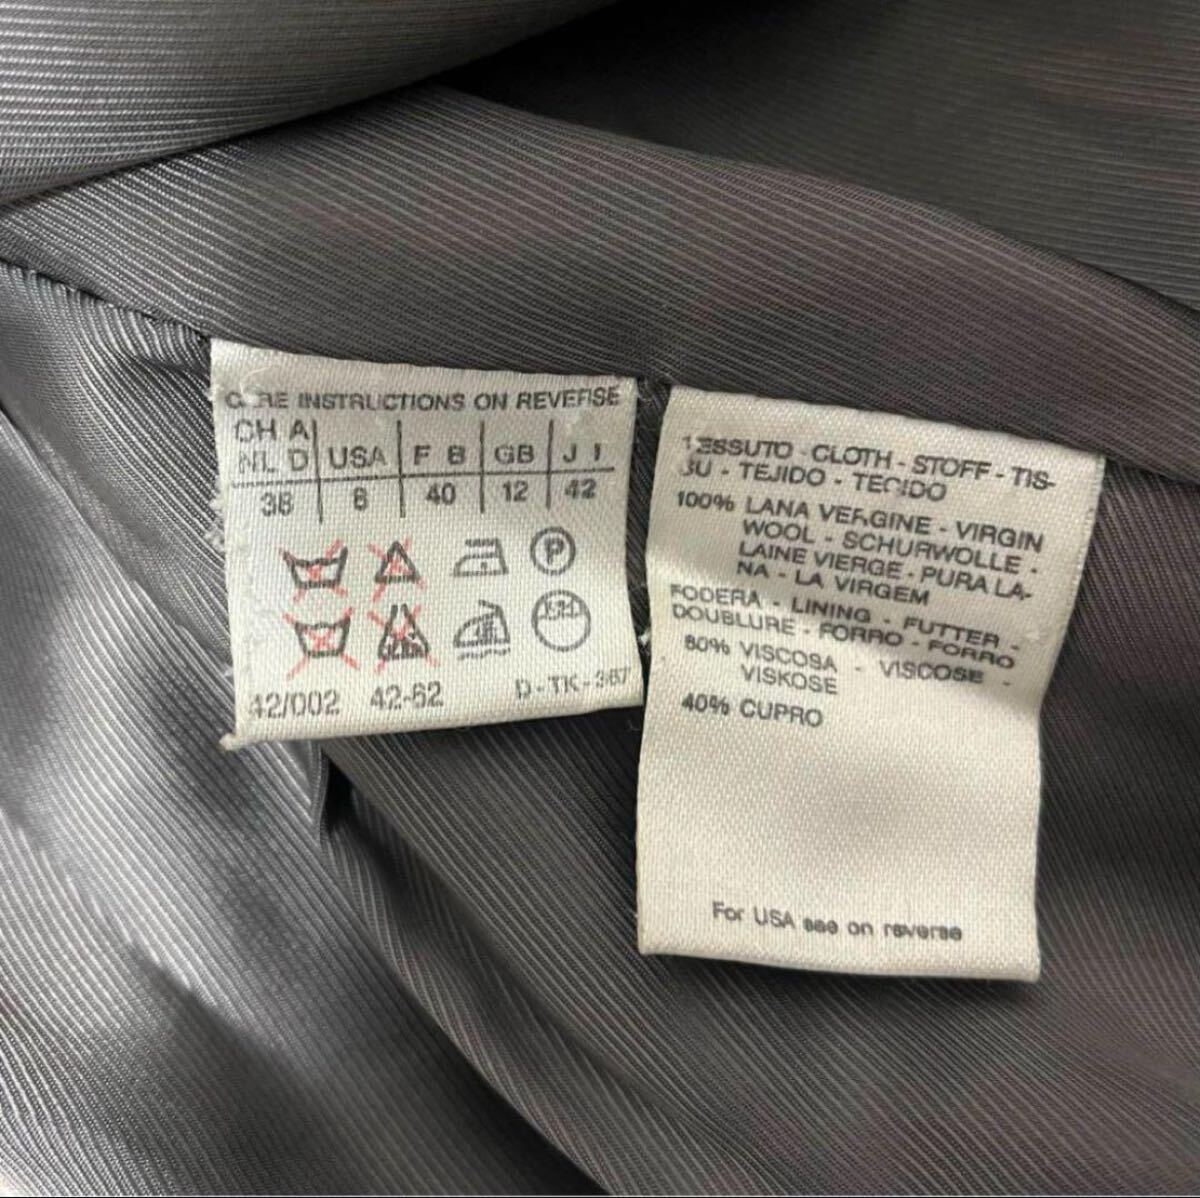 CARE INSTRUCTIONS ON REVERSE
CH A
NL D USA F B GB J I
38 8 40 12 42
P
42/002 42-62 D-TK-367
TESSUTO - CLOTH - STOFF - TIS-
SU - TEJIDO - TECIDO
100% LANA VERGINE - VIRGIN
WOOL - SCHURWOLLE -
LAINE VIERGE - PURA LA-
NA - LA VIRGEM
FODERA - LINING - FUTTER -
DOUBLURE - FORRO - FORRO
60% VISCOSA - VISCOSE -
VISKOSE
40% CUPRO
For USA see on reverse